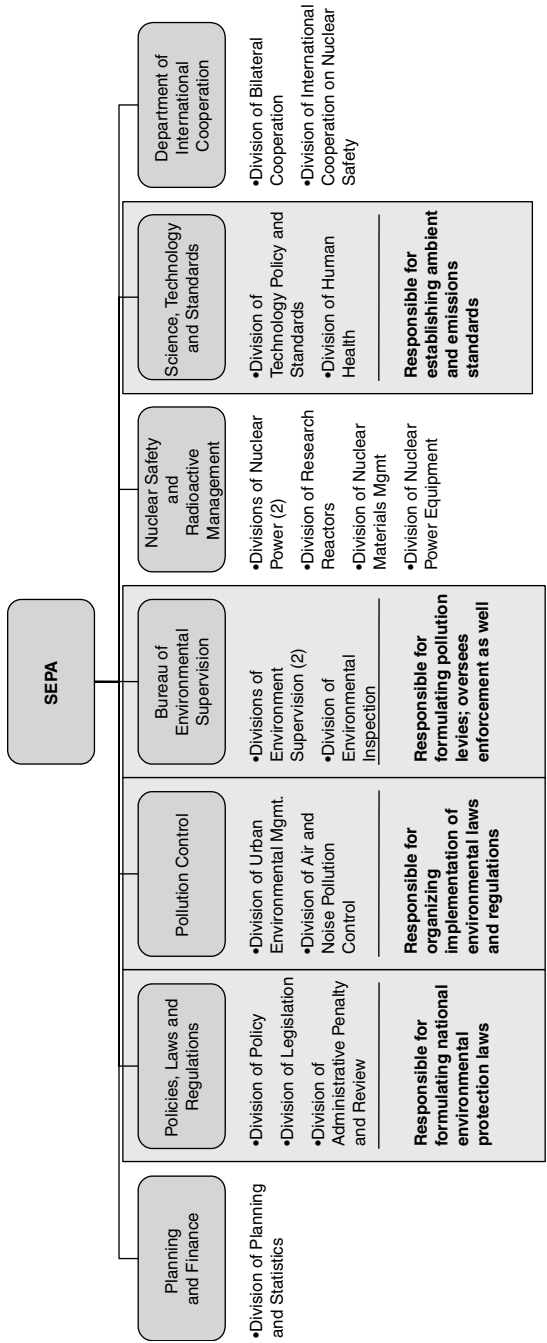 SEPA
Planning
and Finance
•Division of Planning
and Statistics
Policies, Laws and
Regulations
•Division of Policy
•Division of Legislation
•Division of
Administrative Penalty
and Review
Responsible for
formulating national
environmental
protection laws
Pollution Control
•Division of Urban
Environmental Mgmt.
•Division of Air and
Noise Pollution
Control
Responsible for
organizing
implementation of
environmental laws
and regulations
Bureau of
Environmental
Supervision
•Divisions of
Environment
Supervision (2)
•Division of
Environmental
Inspection
Responsible for
formulating pollution
levies; oversees
enforcement as well
Nuclear Safety
and
Radioactive
Management
•Divisions of Nuclear
Power (2)
•Division of Research
Reactors
•Division of Nuclear
Materials Mgmt
•Division of Nuclear
Power Equipment
Science, Technology
and Standards
•Division of
Technology Policy and
Standards
•Division of Human
Health
Responsible for
establishing ambient
and emissions
standards
Department of
International
Cooperation
•Division of Bilateral
Cooperation
•Division of International
Cooperation on Nuclear
Safety